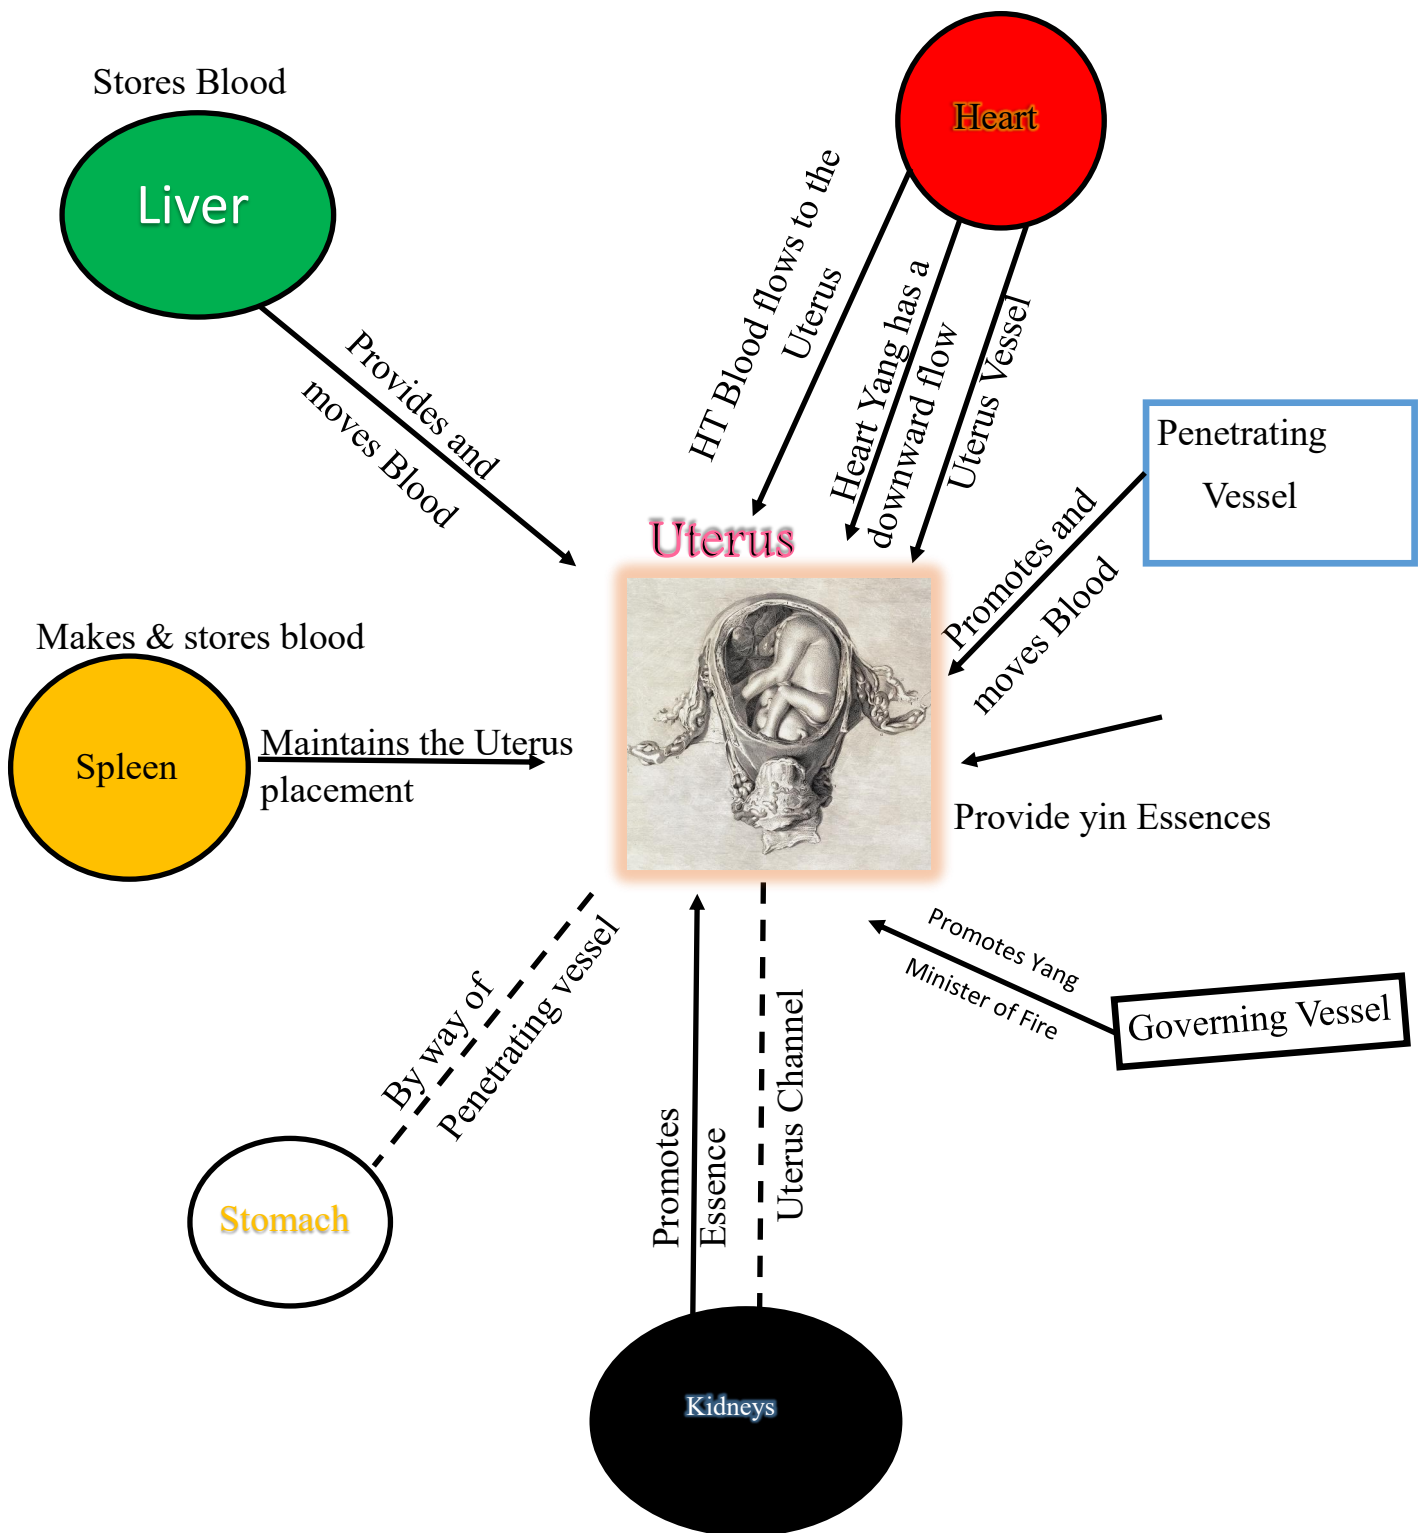 Stores Blood
Liver
Provides and
moves Blood
Heart
HT Blood flows to the
Uterus
Heart Yang has a
downward flow
Uterus Vessel
Penetrating
Vessel
Promotes and
moves Blood
Uterus
Makes & stores blood
Spleen
Maintains the Uterus
placement
Provide yin Essences
Promotes Yang
Minister of Fire
Governing Vessel
By way of
Penetrating vessel
Stomach
Promotes
Essence
Uterus Channel
Kidneys